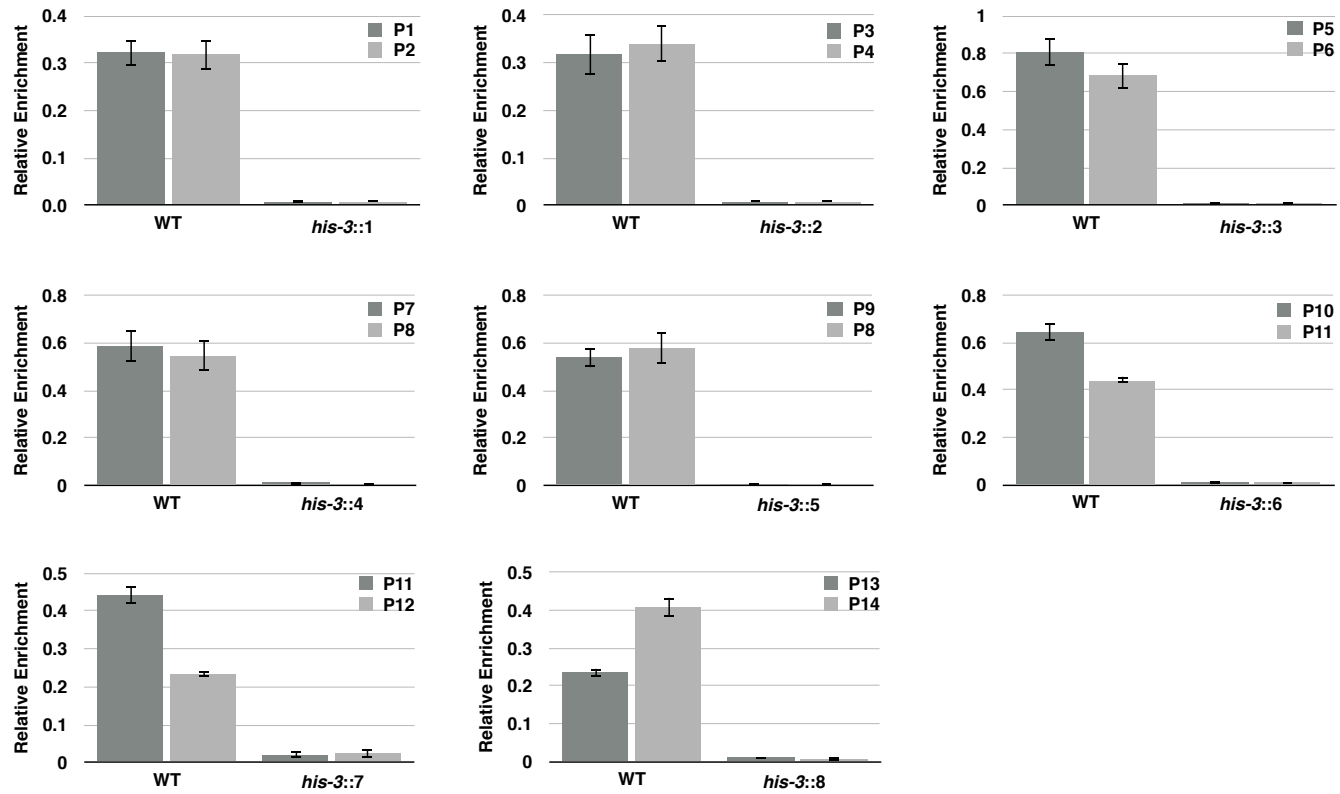 Relative Enrichment
0.4
0.3
0.2
0.1
0.0
P1
P2
WT
his-3::1
Relative Enrichment
0.4
0.3
0.2
0.1
0
P3
P4
WT
his-3::2
Relative Enrichment
1
0.8
0.6
0.4
0.2
0
P5
P6
WT
his-3::3
Relative Enrichment
0.8
0.6
0.4
0.2
0
P7
P8
WT
his-3::4
Relative Enrichment
0.8
0.6
0.4
0.2
0
P9
P8
WT
his-3::5
Relative Enrichment
0.8
0.6
0.4
0.2
0
P10
P11
WT
his-3::6
Relative Enrichment
0.5
0.4
0.3
0.2
0.1
0
P11
P12
WT
his-3::7
Relative Enrichment
0.5
0.4
0.3
0.2
0.1
0
P13
P14
WT
his-3::8